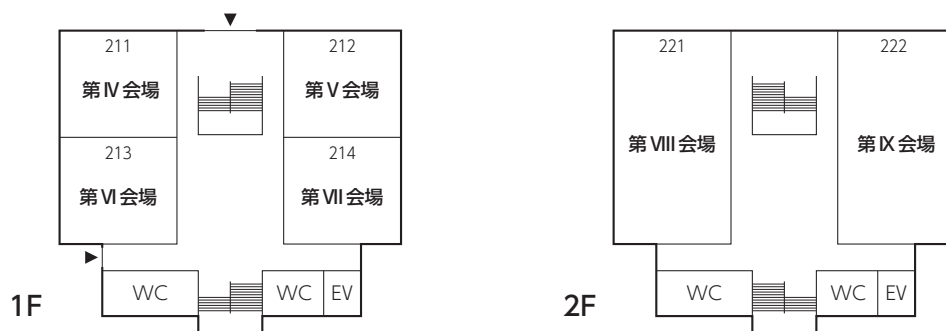 211
第Ⅳ会場
212
第Ⅴ会場
213
第Ⅵ会場
214
第Ⅶ会場
WC
WC
EV
1F
221
第Ⅷ会場
222
第Ⅸ会場
WC
WC
EV
2F